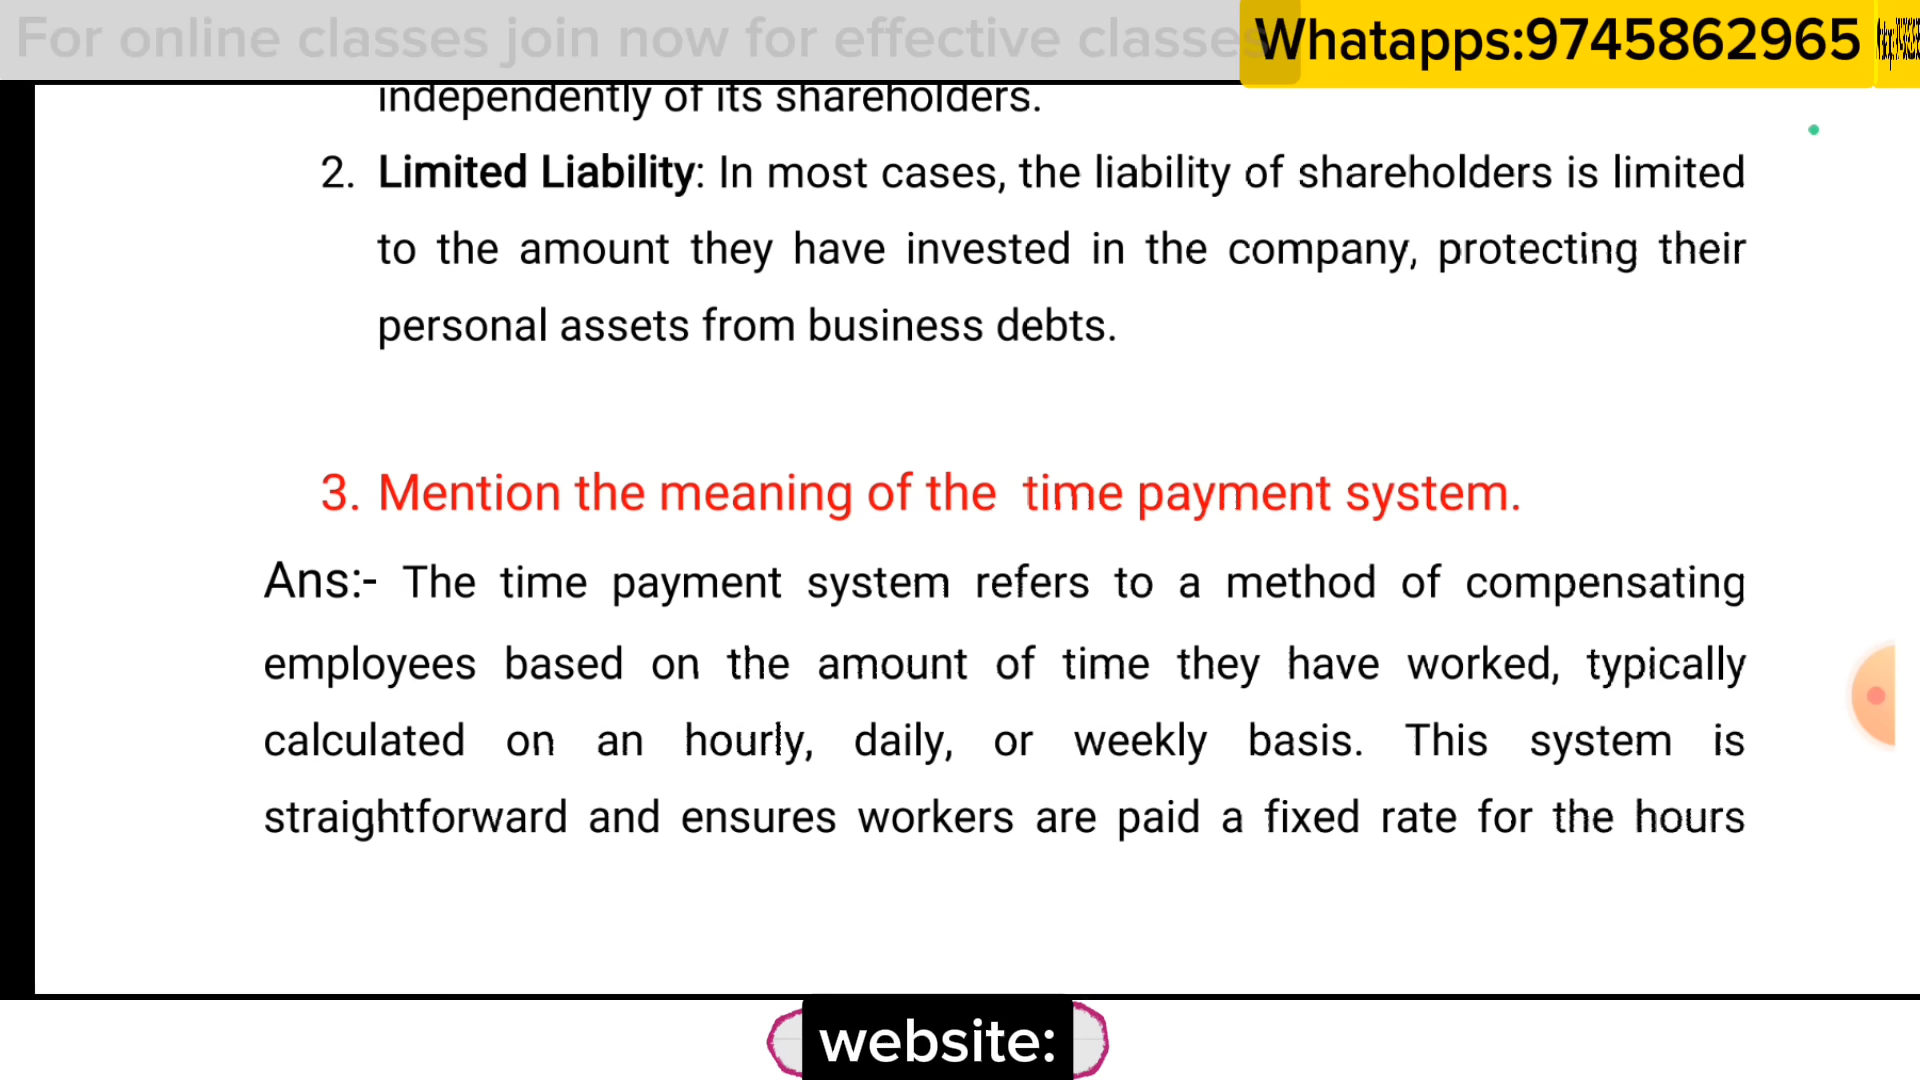 For online classes join now for effective classes
Whatapps:9745862965
independently of its shareholders.
2. Limited Liability: In most cases, the liability of shareholders is limited
to the amount they have invested in the company, protecting their
personal assets from business debts.
3. Mention the meaning of the time payment system.
Ans:- The time payment system refers to a method of compensating
employees based on the amount of time they have worked, typically
calculated on an hourly, daily, or weekly basis. This system is
straightforward and ensures workers are paid a fixed rate for the hours
website: